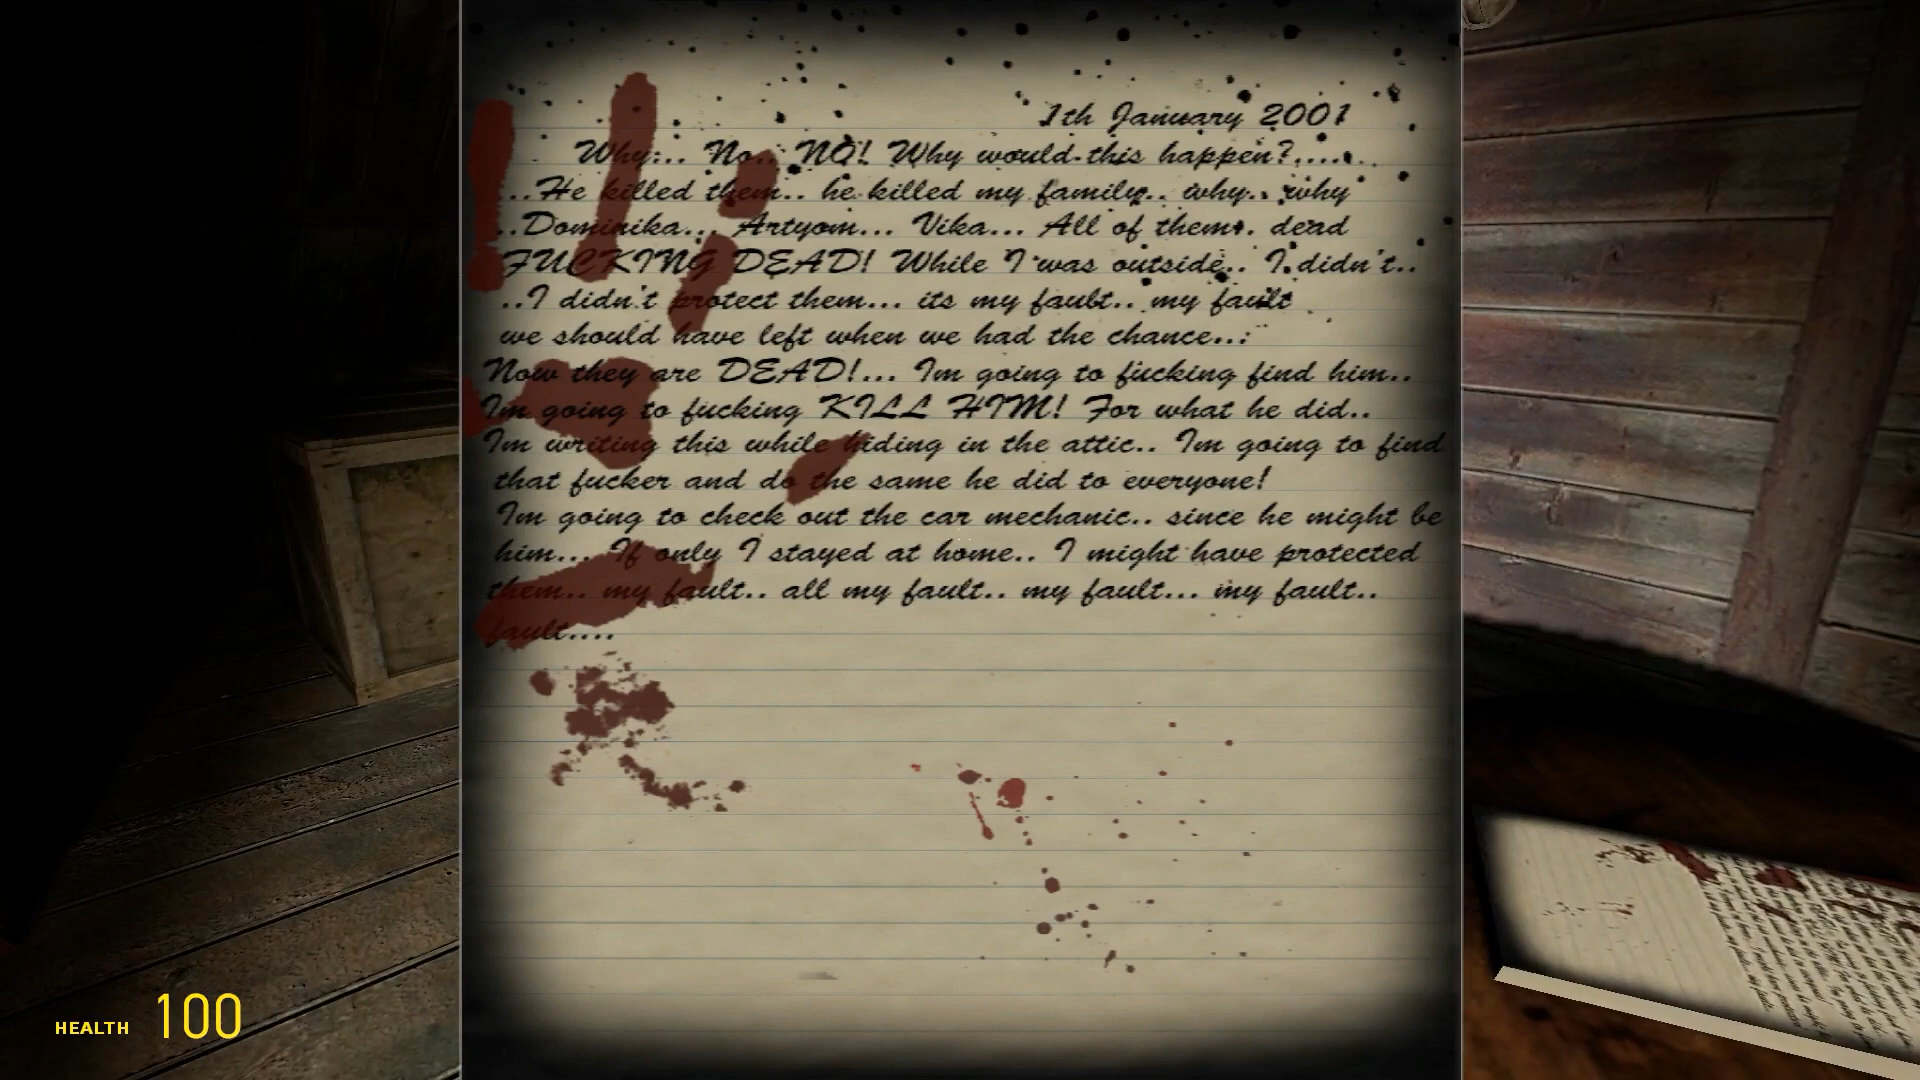 1th January 2001
Why... No... NO! Why would this happen?.....
..He killed them.. he killed my family.. why.. why
..Dominika... Artyom... Vika... All of them.. dead
FUCKING DEAD! While I was outside.. I didn't..
..I didn't protect them... its my fault.. my fault
we should have left when we had the chance...
Now they are DEAD!... Im going to fucking find him..
Im going to fucking KILL HIM! For what he did..
Im writing this while hiding in the attic.. Im going to find
that fucker and do the same he did to everyone!
Im going to check out the car mechanic.. since he might be
him... If only I stayed at home.. I might have protected
them.. my fault.. all my fault.. my fault... my fault..
fault....
HEALTH 100